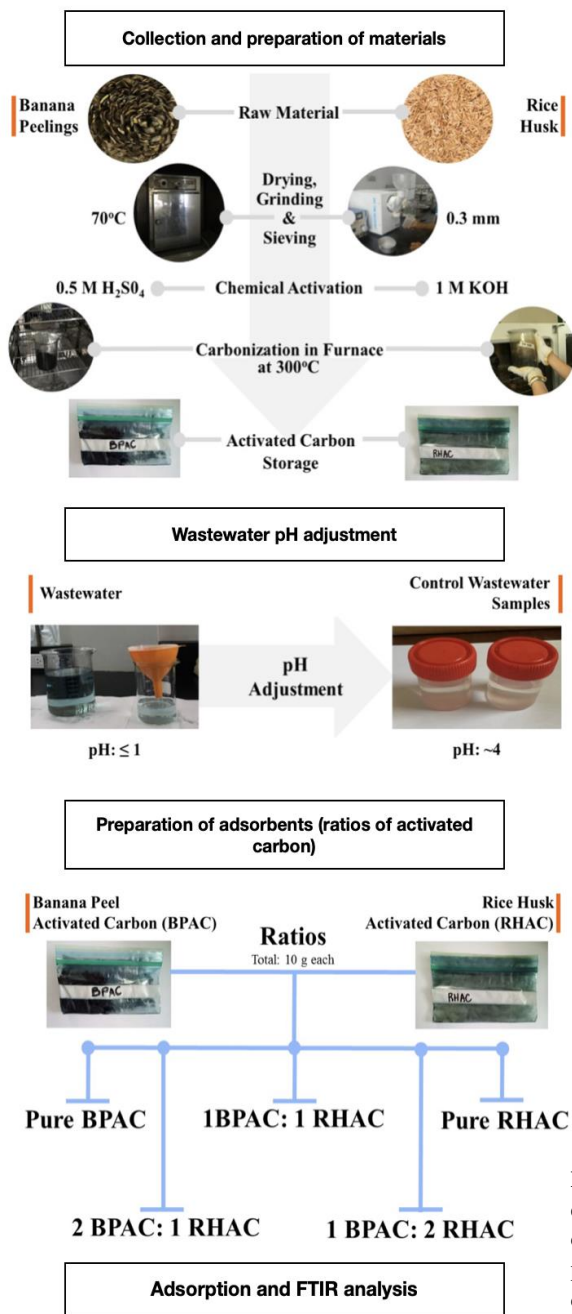 Collection and preparation of materials
Banana
Peelings
Raw Material
Rice
Husk
Drying,
Grinding
&
Sieving
70°C
0.3 mm
0.5 M H₂S0₄
Chemical Activation
1 M KOH
Carbonization in Furnace
at 300°C
BPAC
Activated Carbon
Storage
RHAC
Wastewater pH adjustment
Wastewater
Control Wastewater
Samples
pH
Adjustment
pH: ≤ 1
pH: ~4
Preparation of adsorbents (ratios of activated
carbon)
Banana Peel
Activated Carbon (BPAC)
Rice Husk
Activated Carbon (RHAC)
Ratios
Total: 10 g each
BPAC
RHAC
Pure BPAC
1BPAC: 1 RHAC
Pure RHAC
2 BPAC: 1 RHAC
1 BPAC: 2 RHAC
Adsorption and FTIR analysis